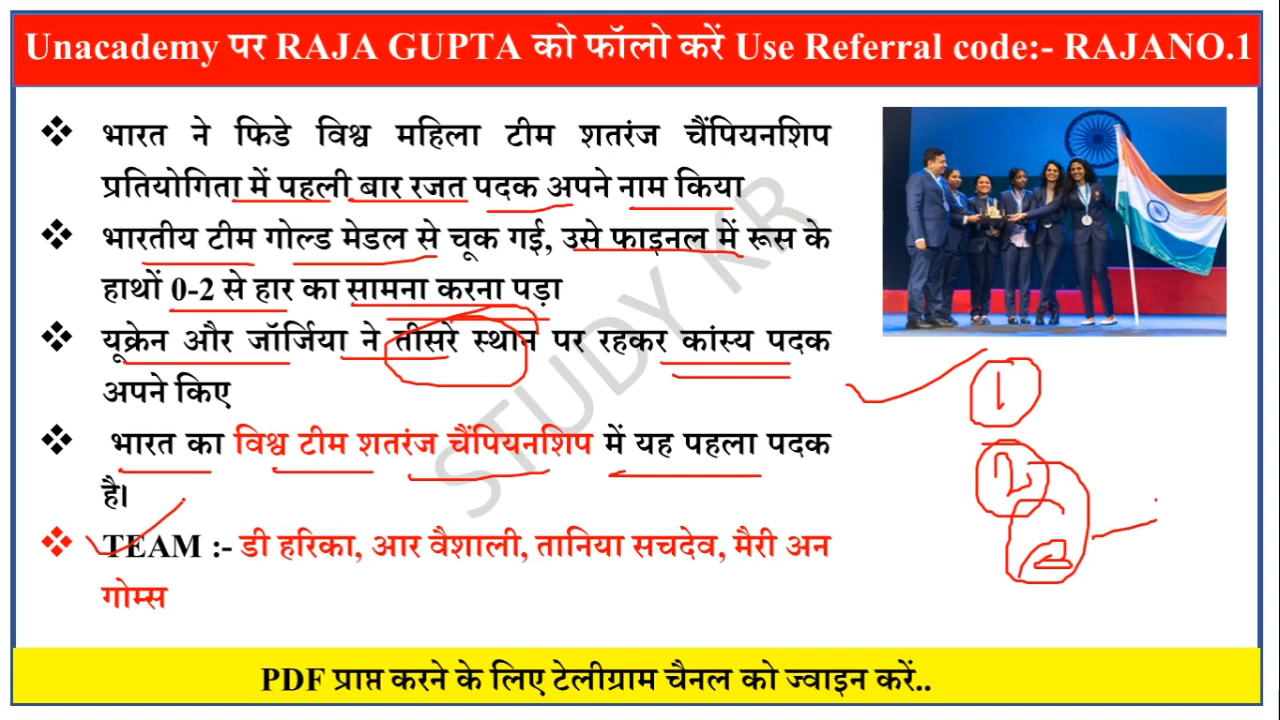 Unacademy पर RAJA GUPTA को फॉलो करें Use Referral code:- RAJANO.1
❖ भारत ने फिडे विश्व महिला टीम शतरंज चैंपियनशिप
प्रतियोगिता में पहली बार रजत पदक अपने नाम किया
❖ भारतीय टीम गोल्ड मेडल से चूक गई, उसे फाइनल में रूस के
हाथों 0-2 से हार का सामना करना पड़ा
❖ यूक्रेन और जॉर्जिया ने तीसरे स्थान पर रहकर कांस्य पदक
अपने किए
❖ भारत का विश्व टीम शतरंज चैंपियनशिप में यह पहला पदक
है।
❖ TEAM :- डी हरिका, आर वैशाली, तानिया सचदेव, मैरी अन
गोम्स
STUDY KR
1
2
PDF प्राप्त करने के लिए टेलीग्राम चैनल को ज्वाइन करें..